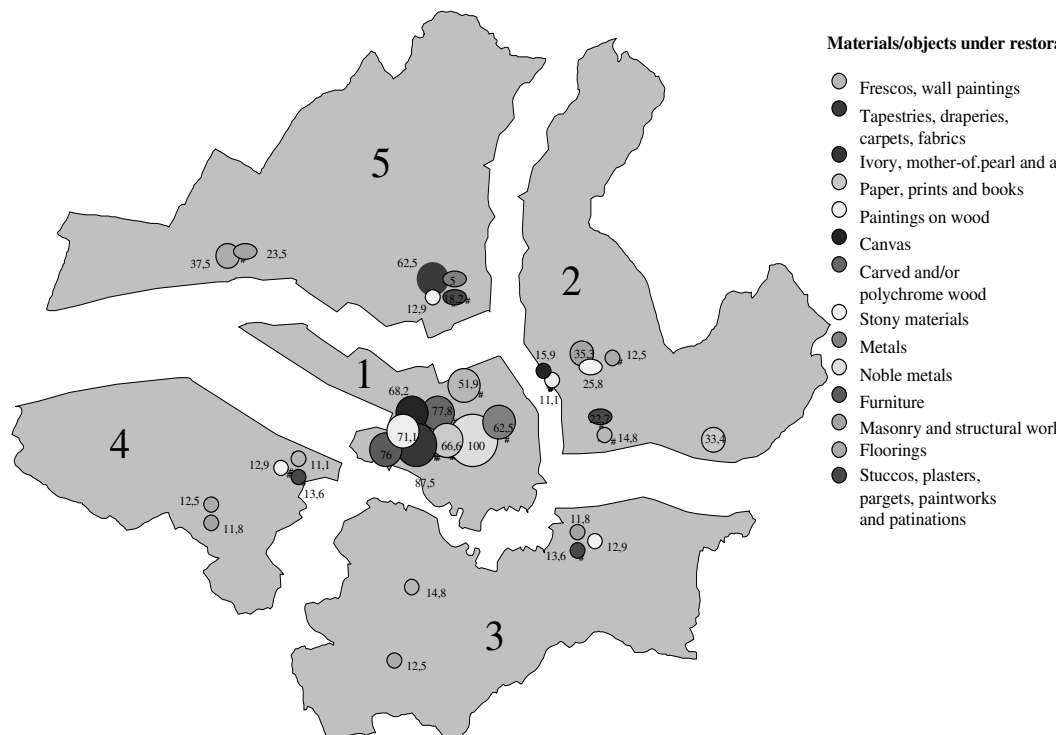 Materials/objects under restora
Frescos, wall paintings
Tapestries, draperies,
carpets, fabrics
Ivory, mother-of.pearl and a
Paper, prints and books
Paintings on wood
Canvas
Carved and/or
polychrome wood
Stony materials
Metals
Noble metals
Furniture
Masonry and structural work
Floorings
Stuccos, plasters,
pargets, paintworks
and patinations
5
37,5
23,5
#
62,5
5
12,9
18,2
#
#
2
15,9
35,3
12,5
#
25,8
11,1
#
22,7
#
14,8
#
33,4
1
68,2
51,9
#
77,8
62,5
#
71,1
66,6
100
76
#
#
87,5
4
12,9
#
11,1
#
13,6
12,5
11,8
11,8
12,9
13,6
#
14,8
3
12,5